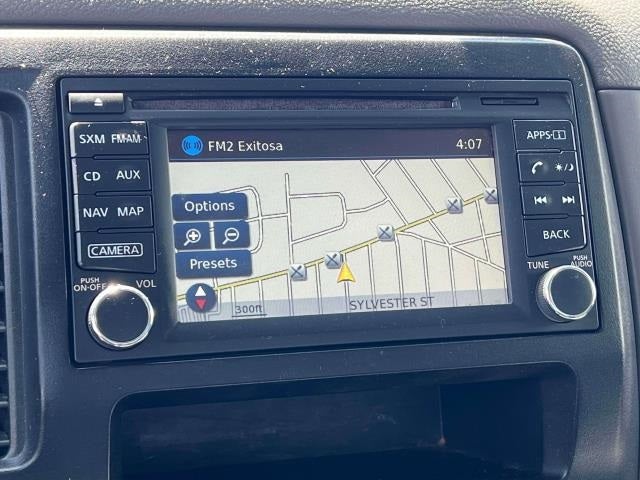 SXM FM·AM
CD AUX
NAV MAP
CAMERA
PUSH
ON·OFF
VOL
FM2 Exitosa
4:07
Options
Presets
300ft
SYLVESTER ST
APPS·i
BACK
TUNE
PUSH
AUDIO